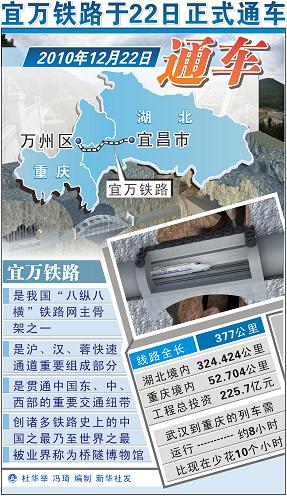 宜万铁路于22日正式通车
2010年12月22日
通车
湖北
万州区
宜昌市
重庆
宜万铁路
宜万铁路
是我国“八纵八
横”铁路网主骨
架之一
是沪、汉、蓉快速
通道重要组成部分
是贯通中国东、中、
西部的重要交通纽带
创诸多铁路史上的中
国之最乃至世界之最
被业界称为桥隧博物馆
线路全长 377公里
湖北境内 324.424公里
重庆境内 52.704公里
工程总投资 225.7亿元
武汉到重庆的列车需
运行 ------------ 约8小时
比现在少花10个小时
杜华举 冯琦 编制 新华社发